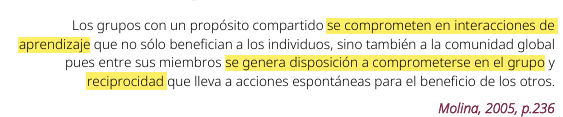 Los grupos con un propósito compartido se comprometen en interacciones de
aprendizaje que no sólo benefician a los individuos, sino también a la comunidad global
pues entre sus miembros se genera disposición a comprometerse en el grupo y
reciprocidad que lleva a acciones espontáneas para el beneficio de los otros.
Molina, 2005, p.236